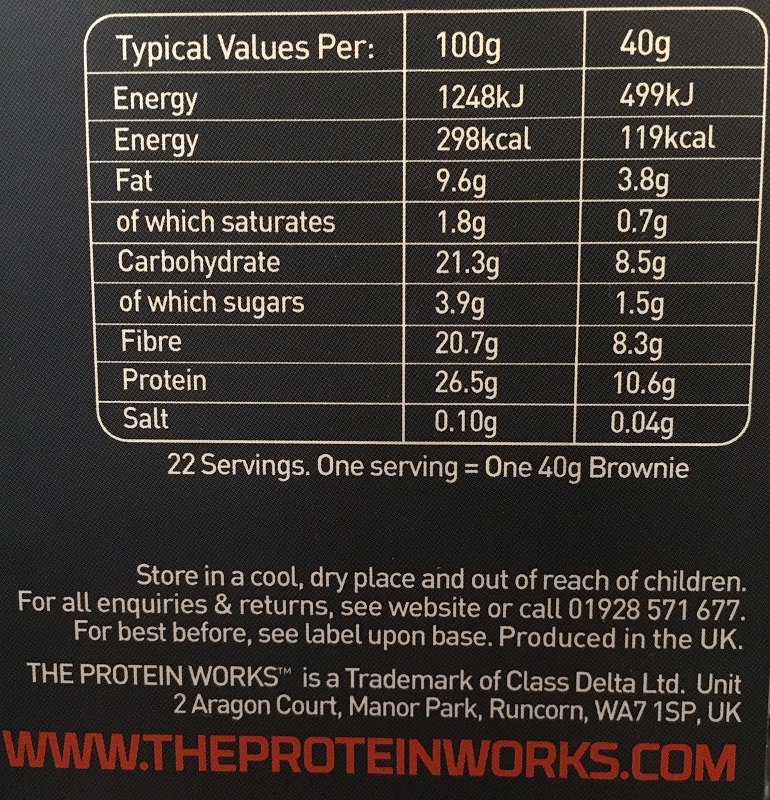 Typical Values Per: 100g 40g
Energy 1248kJ 499kJ
Energy 298kcal 119kcal
Fat 9.6g 3.8g
of which saturates 1.8g 0.7g
Carbohydrate 21.3g 8.5g
of which sugars 3.9g 1.5g
Fibre 20.7g 8.3g
Protein 26.5g 10.6g
Salt 0.10g 0.04g
22 Servings. One serving = One 40g Brownie
Store in a cool, dry place and out of reach of children.
For all enquiries & returns, see website or call 01928 571 677.
For best before, see label upon base. Produced in the UK.
THE PROTEIN WORKS™ is a Trademark of Class Delta Ltd. Unit
2 Aragon Court, Manor Park, Runcorn, WA7 1SP, UK
WWW.THEPROTEINWORKS.COM